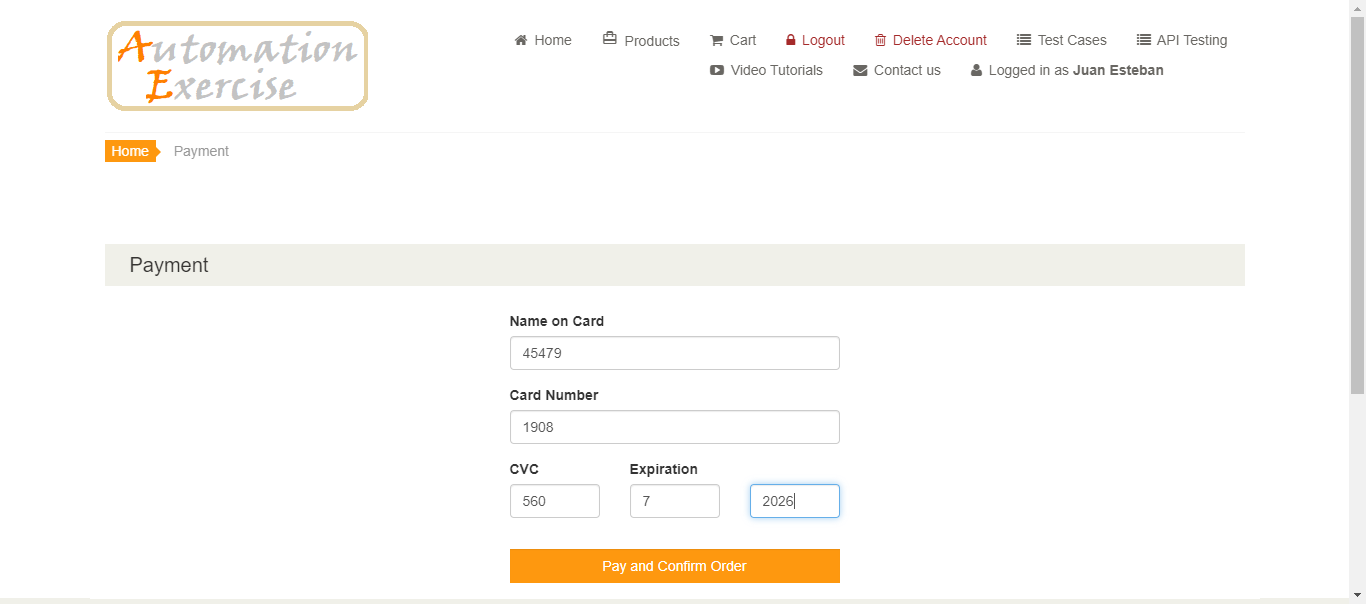 Automation
Exercise
Home Products Cart Logout Delete Account Test Cases API Testing
Video Tutorials Contact us Logged in as Juan Esteban
Home Payment
Payment
Name on Card
45479
Card Number
1908
CVC Expiration
560 7 2026
Pay and Confirm Order